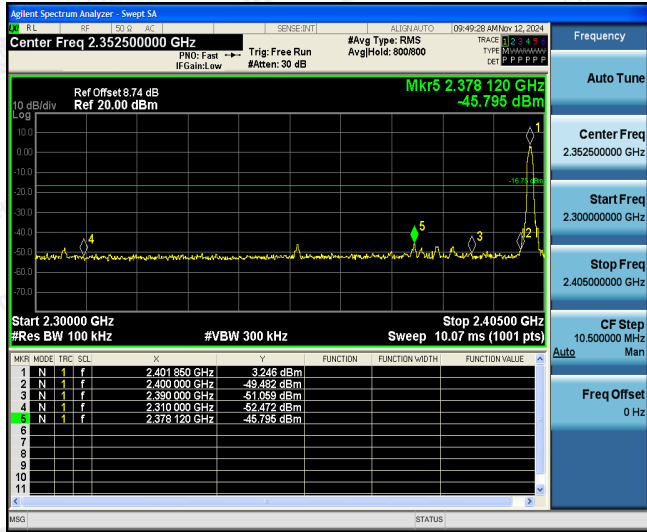 Agilent Spectrum Analyzer - Swept SA
LXI RL RF 50 Ω AC SENSE:INT ALIGN AUTO 09:49:28 AM Nov 12, 2024
Center Freq 2.352500000 GHz
PNO: Fast
IFGain:Low
Trig: Free Run
#Atten: 30 dB
#Avg Type: RMS
Avg|Hold: 800/800
TRACE 1 2 3 4 5 6
TYPE M
DET P P P P P P
Ref Offset 8.74 dB
Ref 20.00 dBm
10 dB/div
Log
Mkr5 2.378 120 GHz
-45.795 dBm
10.0
0.00
-10.0
-20.0
-30.0
-40.0
-50.0
-60.0
-70.0
-16.75 dBm
1
2
3
4
5
Start 2.30000 GHz Stop 2.40500 GHz
#Res BW 100 kHz #VBW 300 kHz Sweep 10.07 ms (1001 pts)
MKR MODE TRC SCL X Y FUNCTION FUNCTION WIDTH FUNCTION VALUE
1 N 1 f 2.401 850 GHz 3.246 dBm
2 N 1 f 2.400 000 GHz -49.482 dBm
3 N 1 f 2.390 000 GHz -51.059 dBm
4 N 1 f 2.310 000 GHz -52.472 dBm
5 N 1 f 2.378 120 GHz -45.795 dBm
6
7
8
9
10
11
MSG STATUS
Frequency
Auto Tune
Center Freq
2.352500000 GHz
Start Freq
2.300000000 GHz
Stop Freq
2.405000000 GHz
CF Step
10.500000 MHz
Auto Man
Freq Offset
0 Hz